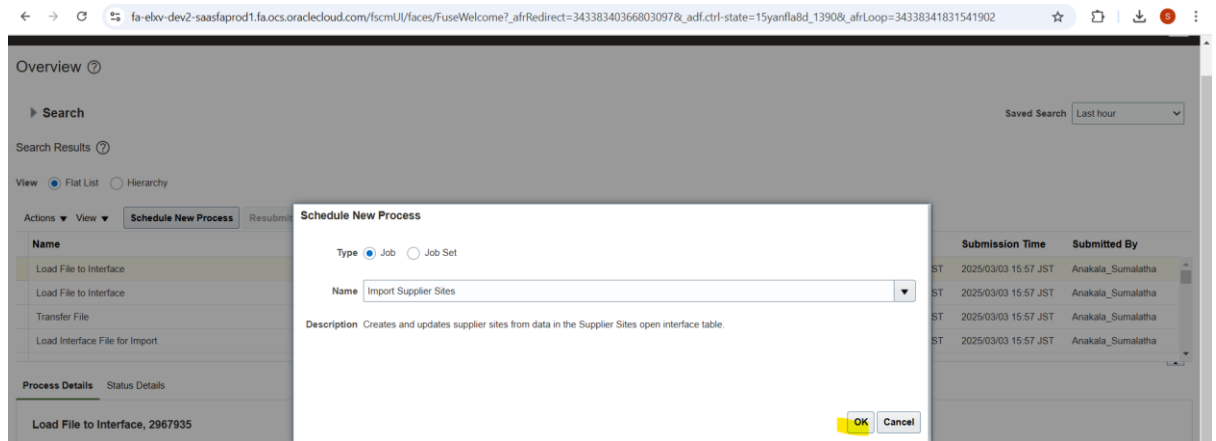 fa-elxv-dev2-saasfaprod1.fa.ocs.oraclecloud.com/fscmUI/faces/FuseWelcome?_afrRedirect=34338340366803097&_adf.ctrl-state=15yanfla8d_1390&_afrLoop=34338341831541902
S
Overview
Search
Saved Search Last hour
Search Results
View Flat List Hierarchy
Actions View Schedule New Process Resubmit
Schedule New Process
Name Submission Time Submitted By
Type Job Job Set
Load File to Interface ST 2025/03/03 15:57 JST Anakala_Sumalatha
Name Import Supplier Sites
Load File to Interface ST 2025/03/03 15:57 JST Anakala_Sumalatha
Transfer File ST 2025/03/03 15:57 JST Anakala_Sumalatha
Description Creates and updates supplier sites from data in the Supplier Sites open interface table.
Load Interface File for Import ST 2025/03/03 15:57 JST Anakala_Sumalatha
Process Details Status Details
OK Cancel
Load File to Interface, 2967935